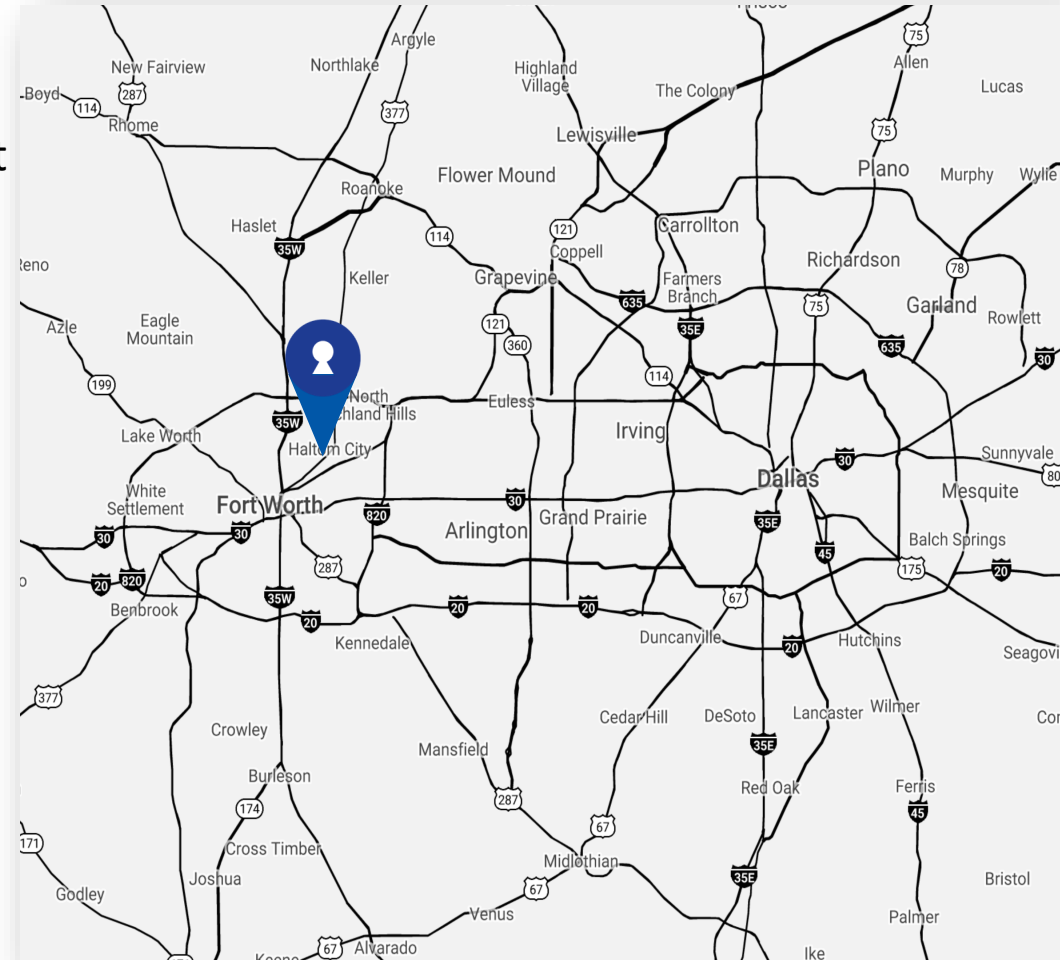 Argyle
75
New Fairview
Northlake
Highland
Village
Allen
287
Boyd
114
377
The Colony
Lucas
Rhome
Lewisville
75
Flower Mound
Plano
Murphy
Wylie
Roanoke
Haslet
35W
114
121
Carrollton
Coppell
Richardson
78
Keller
Grapevine
Farmers
Branch
635
75
Garland
Rowlett
Azle
Eagle
Mountain
121
360
35E
635
30
199
114
North
chland Hills
Euless
35W
Lake Worth
Haltom City
Irving
30
Sunnyvale
80
Dallas
White
Settlement
Fort Worth
30
820
Arlington
Grand Prairie
Mesquite
35E
45
Balch Springs
30
30
287
175
20
20
820
35W
20
20
20
67
Benbrook
Kennedale
Duncanville
20
Hutchins
Seagovi
377
Crowley
Mansfield
Cedar Hill
DeSoto
Lancaster
Wilmer
35E
Burleson
Red Oak
Ferris
287
174
67
45
171
Cross Timber
Midlothian
Joshua
35E
Godley
67
Bristol
Venus
Palmer
67
Alvarado
Ike